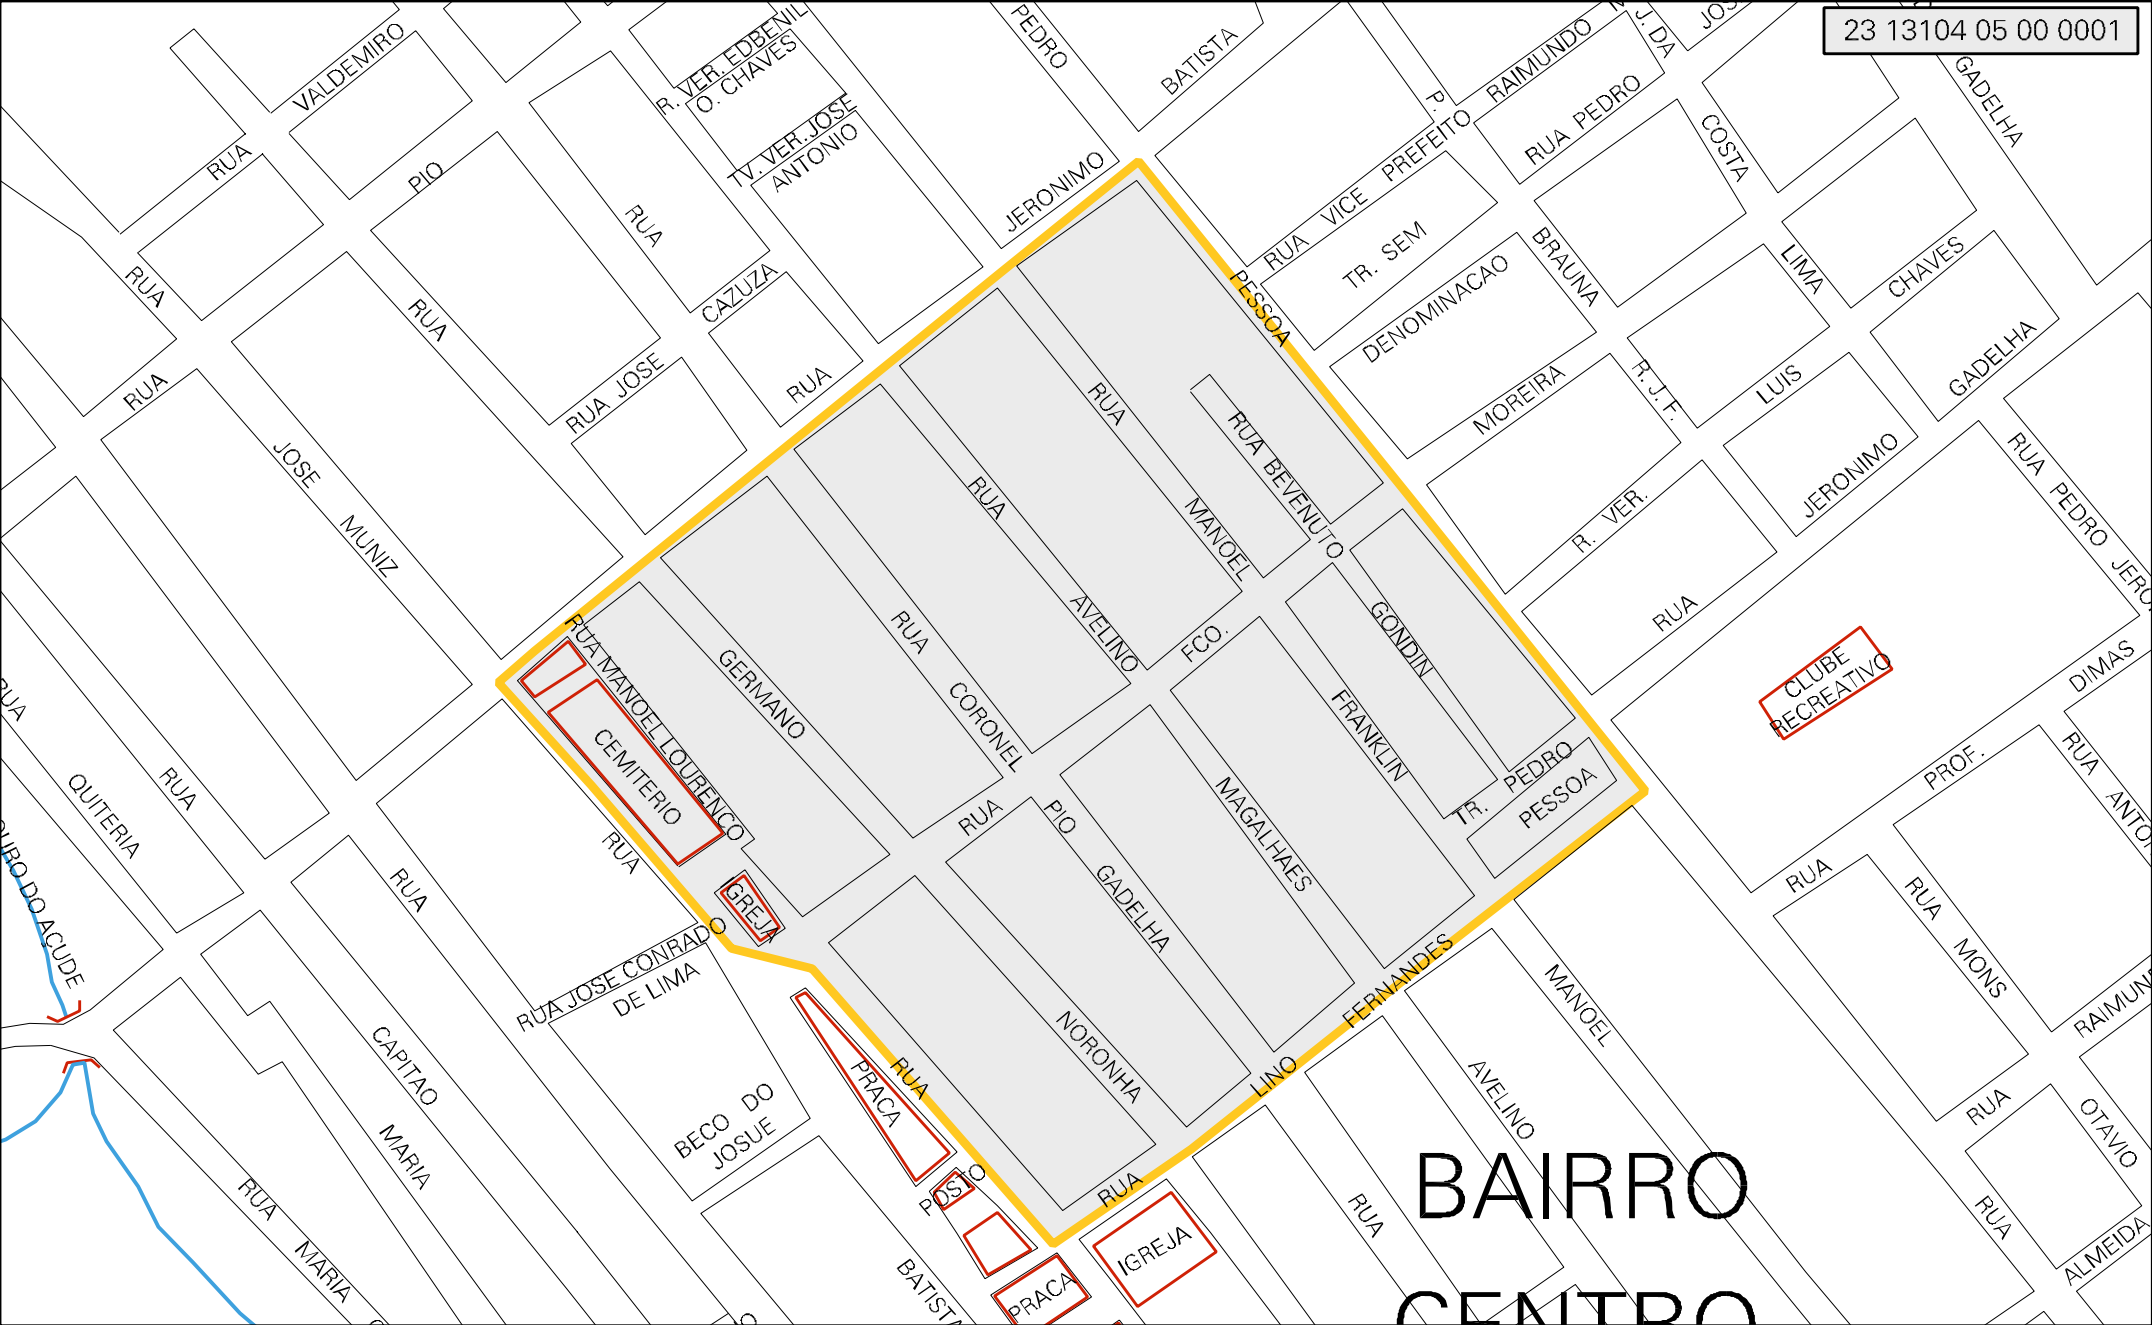 23 13104 05 00 0001
VALDEMIRO
RUA
PIO
R. VER. EDBENIL
O. CHAVES
TV. VER. JOSE
ANTONIO
PEDRO
BATISTA
JERONIMO
P.
RAIMUNDO
J. DA
RUA PEDRO
RUA VICE PREFEITO
COSTA
GADELHA
TR. SEM
DENOMINACAO
BRAUNA
LIMA
CHAVES
PESSOA
RUA
RUA
RUA
CAZUZA
RUA JOSE
RUA
RUA
MOREIRA
R. J. F.
LUIS
GADELHA
JERONIMO
R. VER.
RUA
RUA PEDRO
JOSE
MUNIZ
RUA
MANOEL
RUA BEVENUTO
GONDIN
RUA
AVELINO
FCO.
RUA
CORONEL
GERMANO
RUA MANOEL LOURENCO
CEMITERIO
FRANKLIN
TR. PEDRO
PESSOA
MAGALHAES
RUA
PIO
GADELHA
CLUBE
RECREATIVO
DIMAS
PROF.
RUA
RUA
RUA
MONS
QUITERIA
RUA
RUA
RUA
IGREJA
RUA JOSE CONRADO
DE LIMA
NORONHA
FERNANDES
LINO
RUA
RUA
PRACA
BECO DO
JOSUE
POSTO
PRACA
IGREJA
MANOEL
AVELINO
RUA
RUA
OTAVIO
RUA
ALMEIDA
CAPITAO
MARIA
RUA
MARIA
BATISTA
BAIRRO
CENTRO